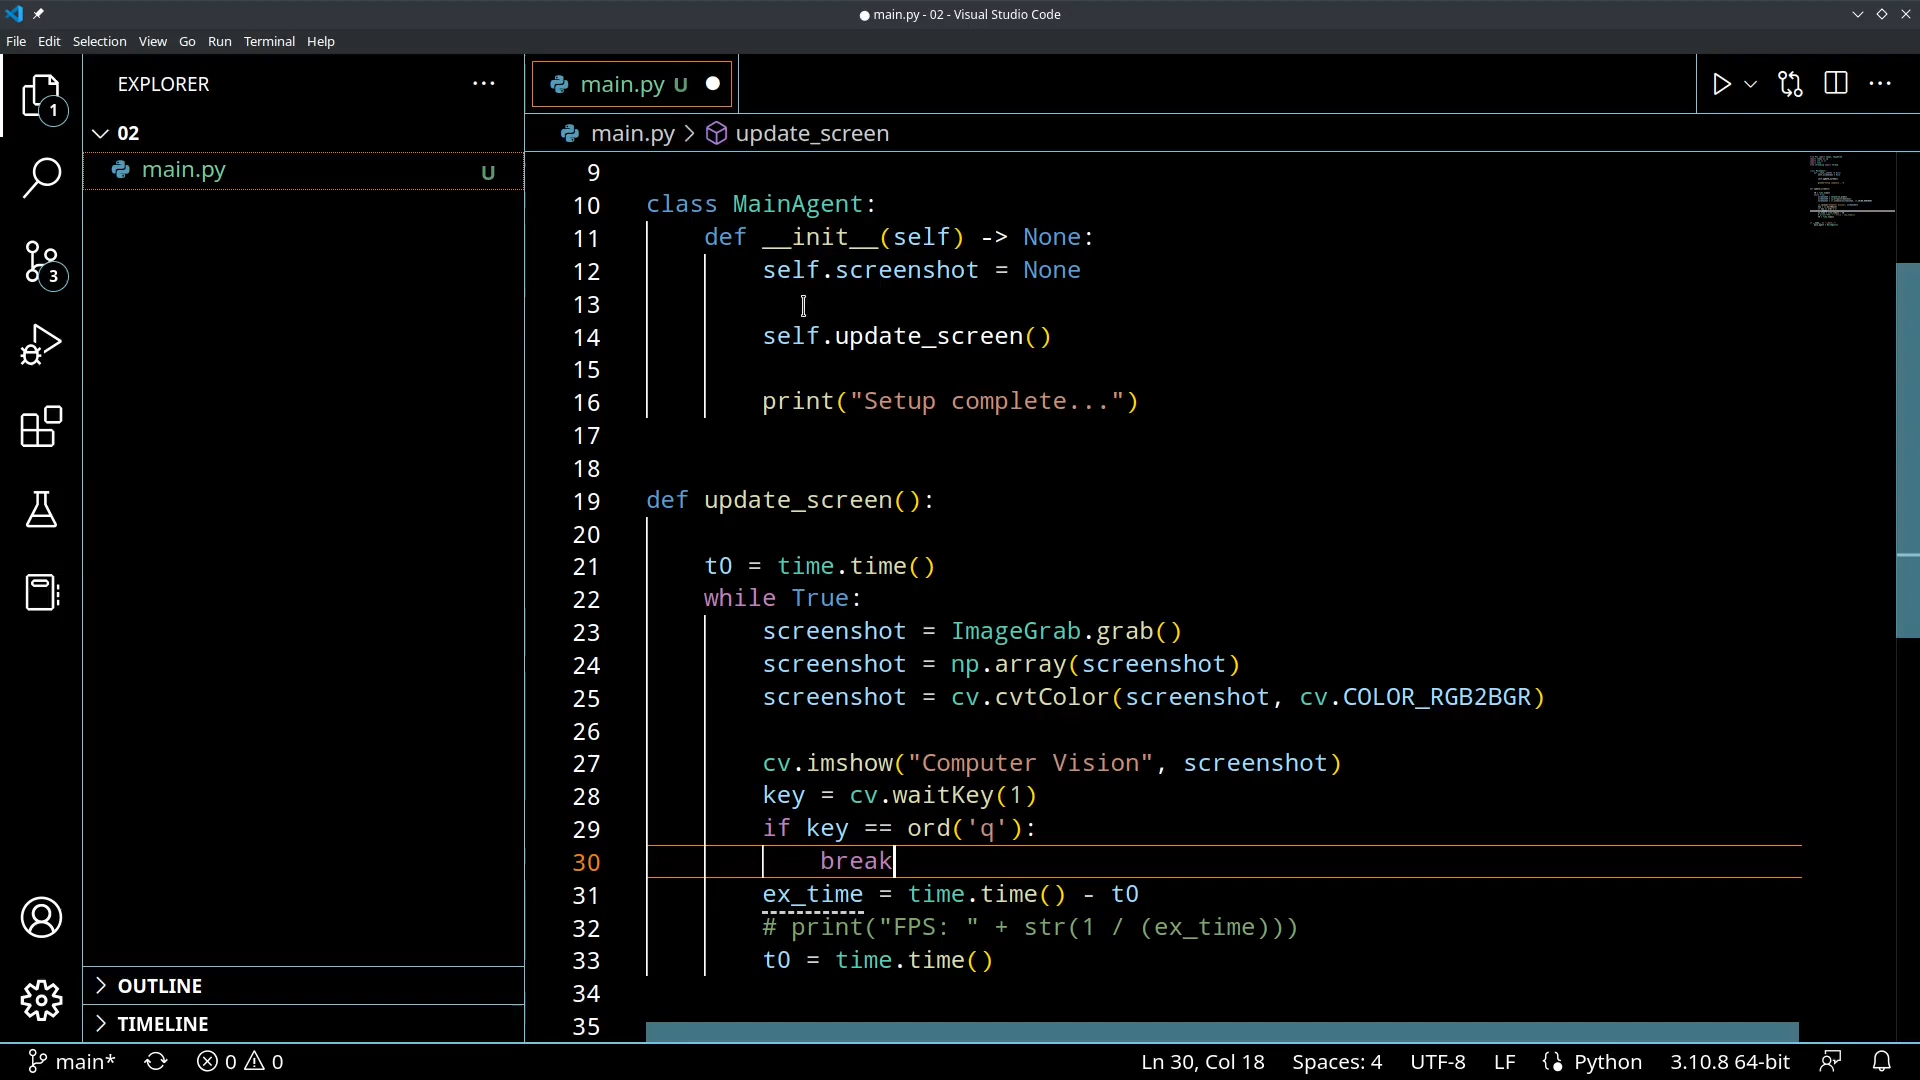 main.py - 02 - Visual Studio Code
File Edit Selection View Go Run Terminal Help
EXPLORER
main.py U
1
02
main.py > update_screen
main.py U
3
9
10 class MainAgent:
11 def __init__(self) -> None:
12 self.screenshot = None
13
14 self.update_screen()
15
16 print("Setup complete...")
17
18
19 def update_screen():
20
21 t0 = time.time()
22 while True:
23 screenshot = ImageGrab.grab()
24 screenshot = np.array(screenshot)
25 screenshot = cv.cvtColor(screenshot, cv.COLOR_RGB2BGR)
26
27 cv.imshow("Computer Vision", screenshot)
28 key = cv.waitKey(1)
29 if key == ord('q'):
30 break
31 ex_time = time.time() - t0
32 # print("FPS: " + str(1 / (ex_time)))
33 t0 = time.time()
34
35
OUTLINE
TIMELINE
main* 0 0 Ln 30, Col 18 Spaces: 4 UTF-8 LF Python 3.10.8 64-bit